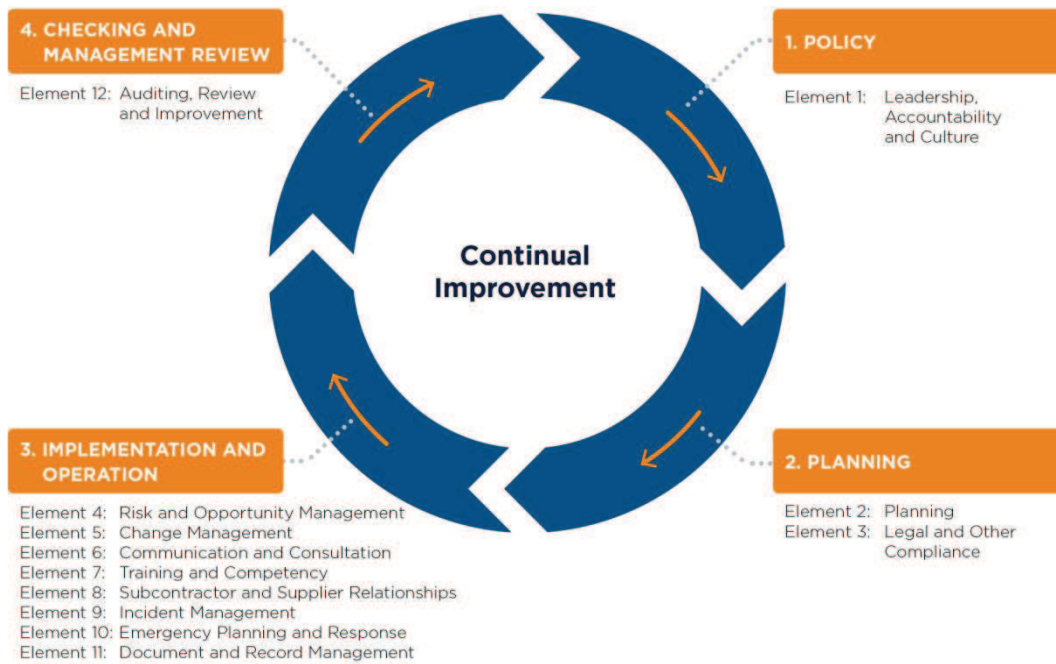 4. CHECKING AND
MANAGEMENT REVIEW
Element 12: Auditing, Review
and Improvement
1. POLICY
Element 1: Leadership,
Accountability
and Culture
Continual
Improvement
3. IMPLEMENTATION AND
OPERATION
Element 4: Risk and Opportunity Management
Element 5: Change Management
Element 6: Communication and Consultation
Element 7: Training and Competency
Element 8: Subcontractor and Supplier Relationships
Element 9: Incident Management
Element 10: Emergency Planning and Response
Element 11: Document and Record Management
2. PLANNING
Element 2: Planning
Element 3: Legal and Other
Compliance